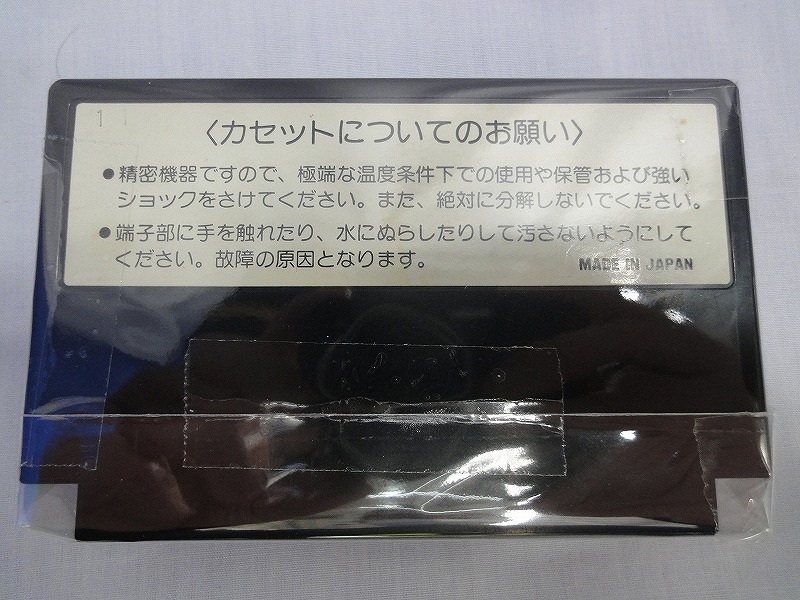 1
〈カセットについてのお願い〉
●精密機器ですので、極端な温度条件下での使用や保管および強い
ショックをさけてください。また、絶対に分解しないでください。
●端子部に手を触れたり、水にぬらしたりして汚さないようにして
ください。故障の原因となります。
MADE IN JAPAN